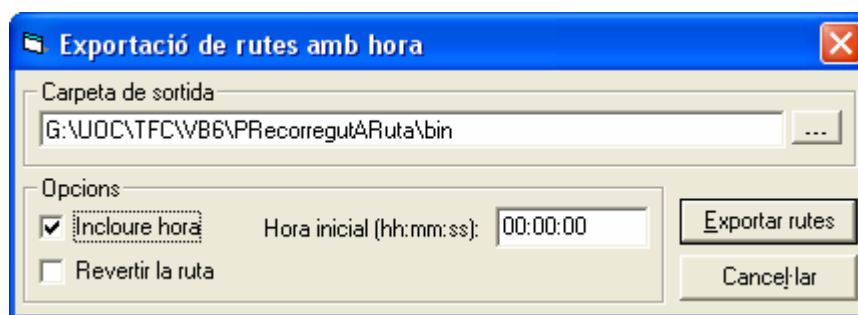 Exportació de rutes amb hora
Carpeta de sortida
G:\UOC\TFC\VB6\PRecorregutARuta\bin
...
Opcions
Incloure hora
Hora inicial (hh:mm:ss):
00:00:00
Exportar rutes
Revertir la ruta
Cancel·lar